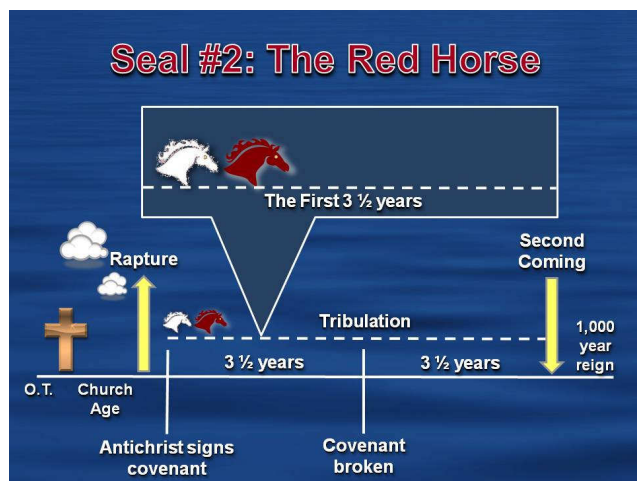 Seal #2: The Red Horse
The First 3 ½ years
Rapture
Second
Coming
Tribulation
1,000
year
reign
3 ½ years
3 ½ years
O.T.
Church
Age
Antichrist signs
covenant
Covenant
broken